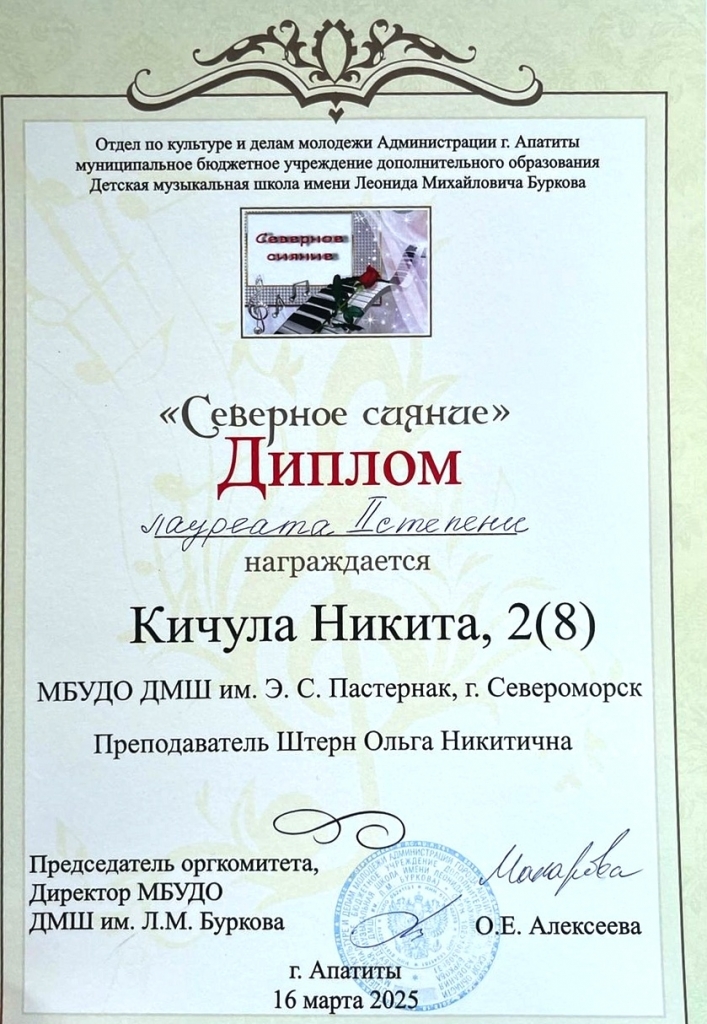 Отдел по культуре и делам молодежи Администрации г. Апатиты
муниципальное бюджетное учреждение дополнительного образования
Детская музыкальная школа имени Леонида Михайловича Буркова
Северное
сияние
«Северное сияние»
Диплом
лауреата II степени
награждается
Кичула Никита, 2(8)
МБУДО ДМШ им. Э. С. Пастернак, г. Североморск
Преподаватель Штерн Ольга Никитична
Председатель оргкомитета,
Директор МБУДО
ДМШ им. Л.М. Буркова
О.Е. Алексеева
г. Апатиты
16 марта 2025